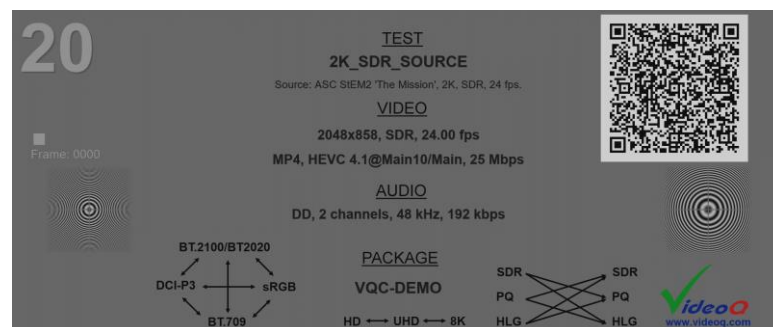 20
TEST
2K_SDR_SOURCE
Source: ASC StEM2 'The Mission', 2K, SDR, 24 fps.
VIDEO
2048x858, SDR, 24.00 fps
MP4, HEVC 4.1@Main10/Main, 25 Mbps
Frame: 0000
AUDIO
DD, 2 channels, 48 kHz, 192 kbps
BT.2100/BT2020
DCI-P3 sRGB
BT.709
PACKAGE
VQC-DEMO
HD UHD 8K
SDR SDR
PQ PQ
HLG HLG
VideoQ
www.videoq.com